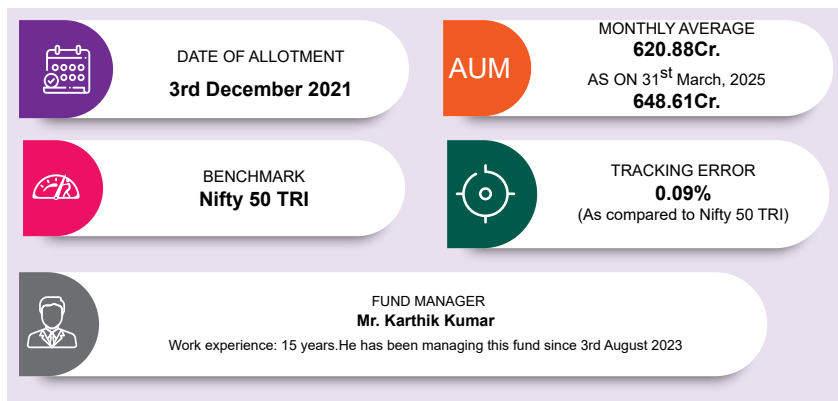 DATE OF ALLOTMENT
3rd December 2021
AUM
MONTHLY AVERAGE
620.88Cr.
AS ON 31st March, 2025
648.61Cr.
BENCHMARK
Nifty 50 TRI
TRACKING ERROR
0.09%
(As compared to Nifty 50 TRI)
FUND MANAGER
Mr. Karthik Kumar
Work experience: 15 years.He has been managing this fund since 3rd August 2023